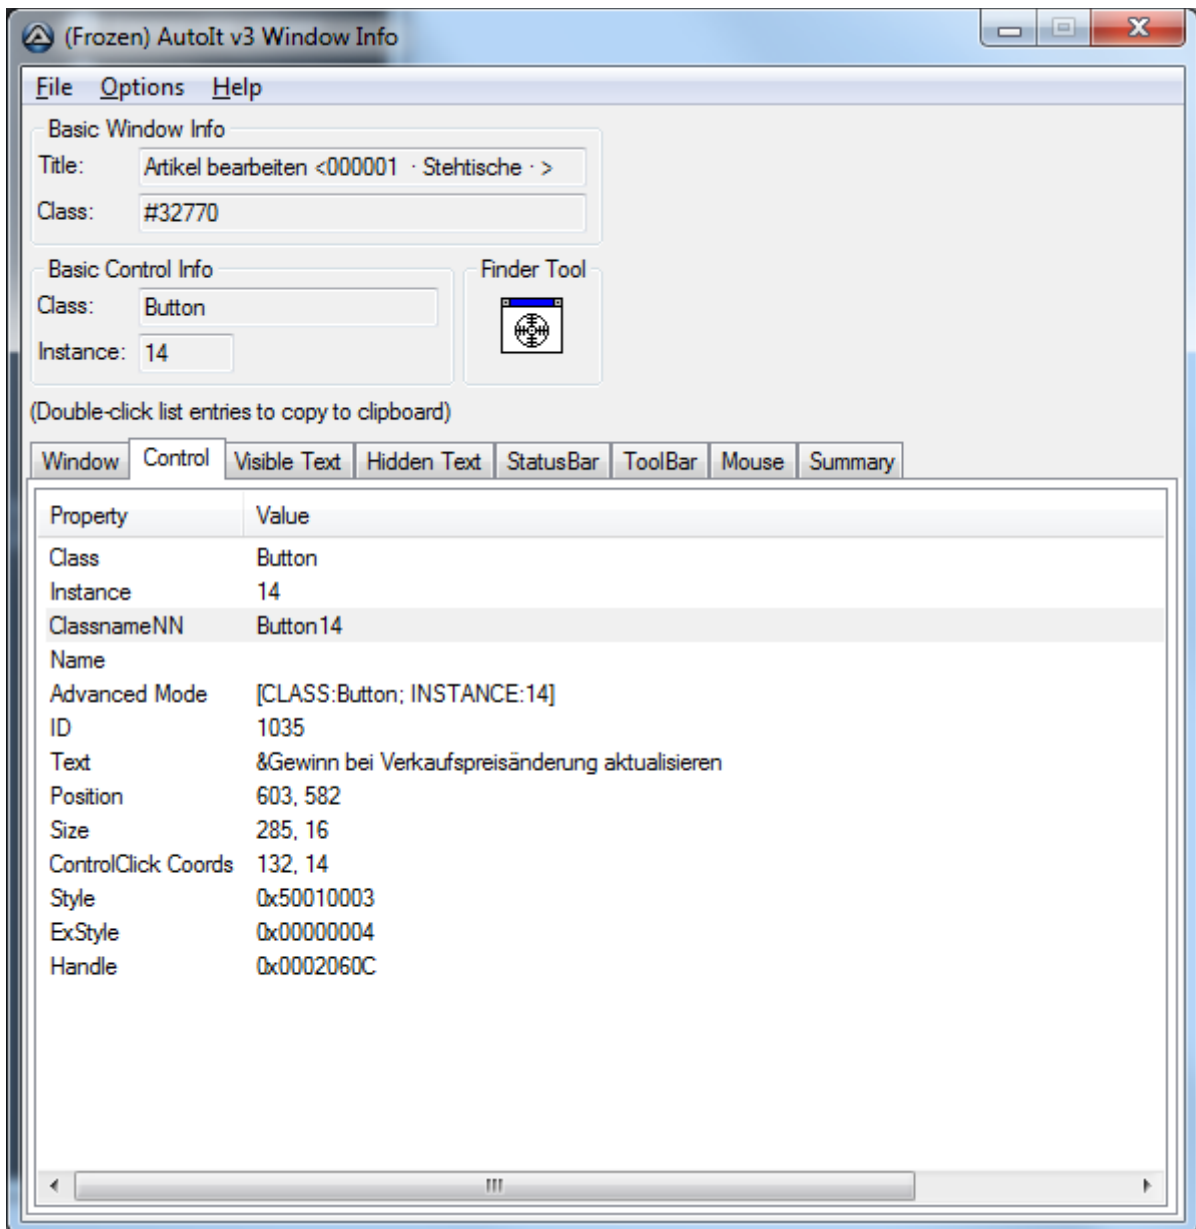 (Frozen) AutoIt v3 Window Info
File Options Help
Basic Window Info
Title: Artikel bearbeiten <000001 · Stehtische · >
Class: #32770
Basic Control Info
Finder Tool
Class: Button
Instance: 14
(Double-click list entries to copy to clipboard)
Window Control Visible Text Hidden Text StatusBar ToolBar Mouse Summary
Property Value
Class Button
Instance 14
ClassnameNN Button14
Name
Advanced Mode [CLASS:Button; INSTANCE:14]
ID 1035
Text &Gewinn bei Verkaufspreisänderung aktualisieren
Position 603, 582
Size 285, 16
ControlClick Coords 132, 14
Style 0x50010003
ExStyle 0x00000004
Handle 0x0002060C